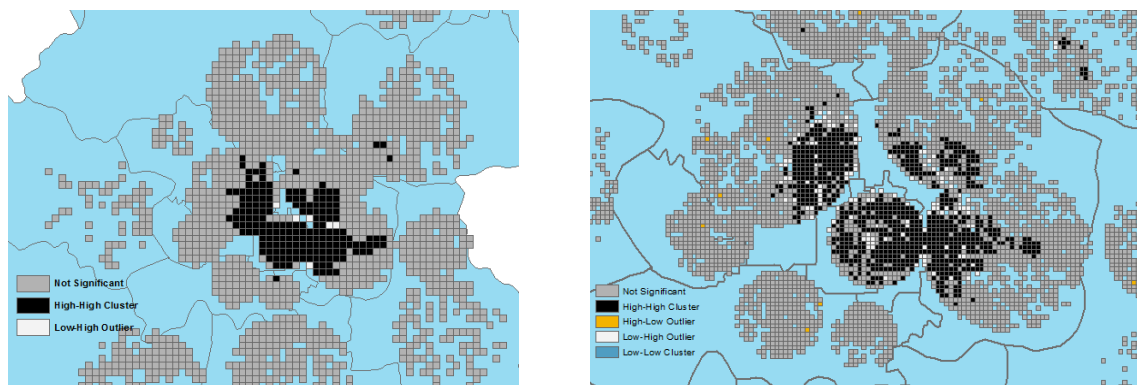 Not Significant
High-High Cluster
Low-High Outlier
Not Significant
High-High Cluster
High-Low Outlier
Low-High Outlier
Low-Low Cluster